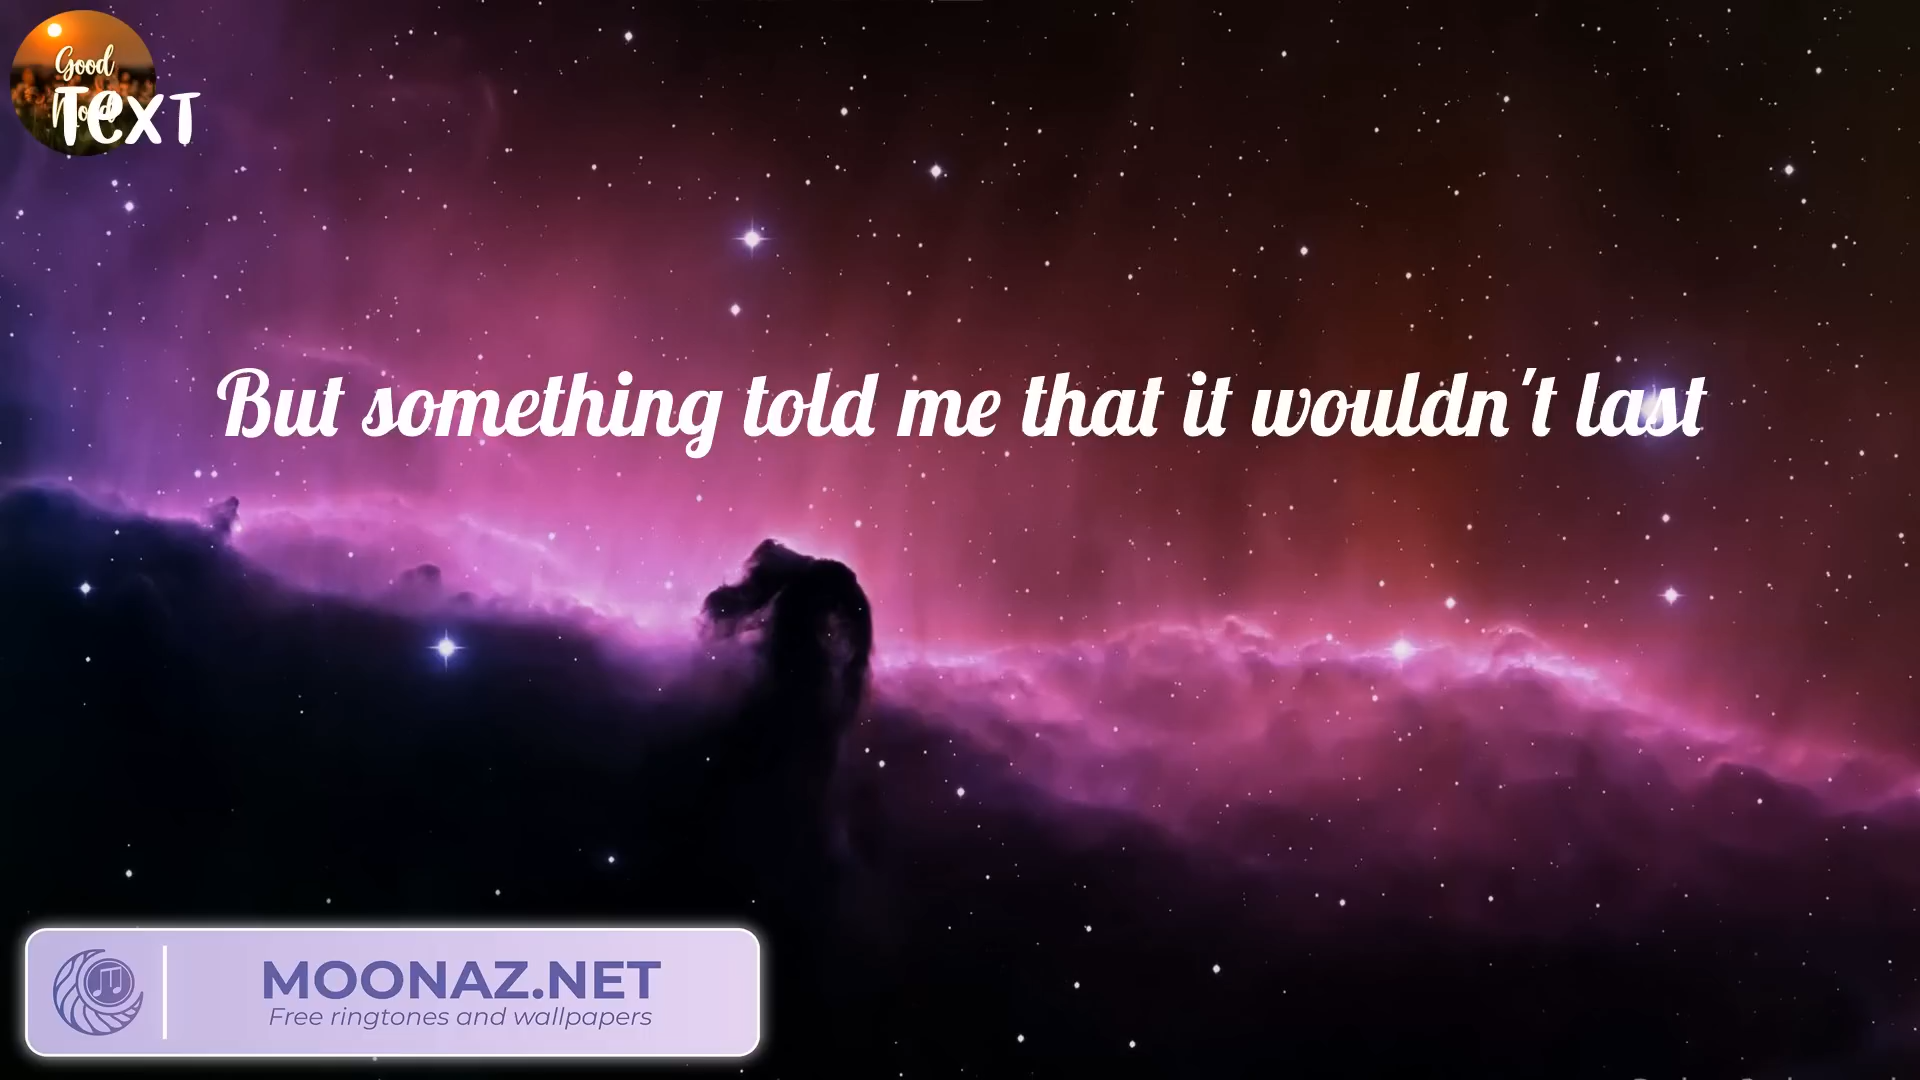 Good
Text
But something told me that it wouldn't last
MOONAZ.NET
Free ringtones and wallpapers